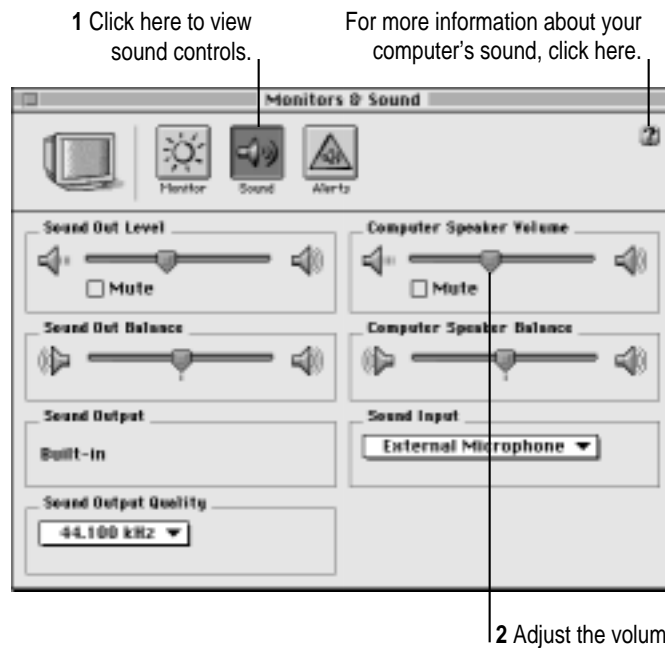 1 Click here to view
sound controls.
For more information about your
computer's sound, click here.
Monitors & Sound
Monitor
Sound
Alerts
Sound Out Level
Computer Speaker Volume
Mute
Mute
Sound Out Balance
Computer Speaker Balance
Sound Output
Sound Input
Built-in
External Microphone
Sound Output Quality
44.100 kHz
2 Adjust the volum